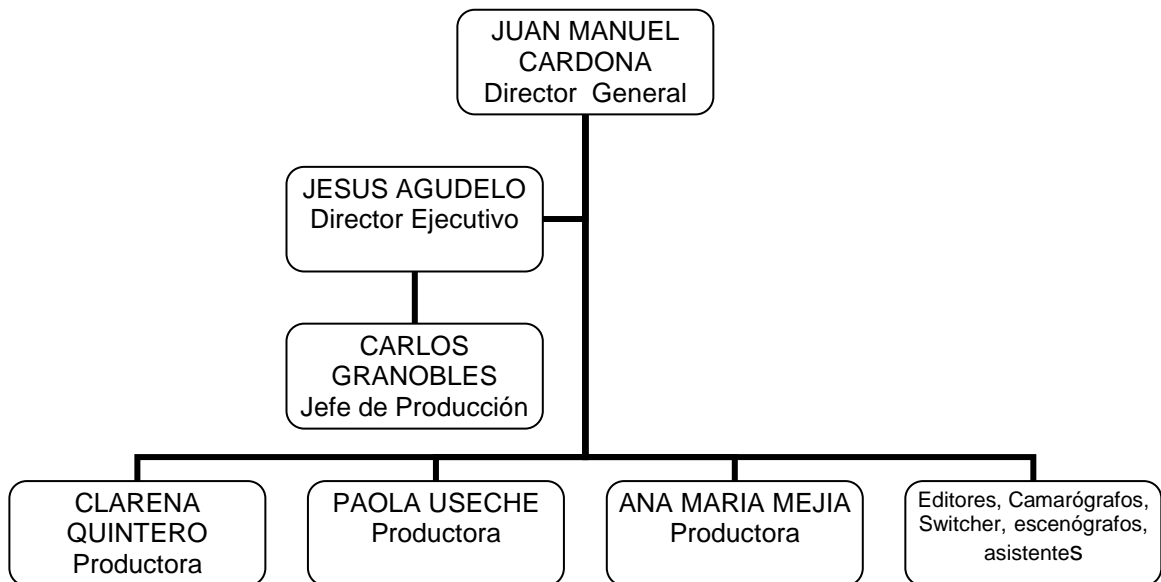 JUAN MANUEL
CARDONA
Director General
JESUS AGUDELO
Director Ejecutivo
CARLOS
GRANOBLES
Jefe de Producción
CLARENA
QUINTERO
Productora
PAOLA USECHE
Productora
ANA MARIA MEJIA
Productora
Editores, Camarógrafos,
Switcher, escenógrafos,
asistentes